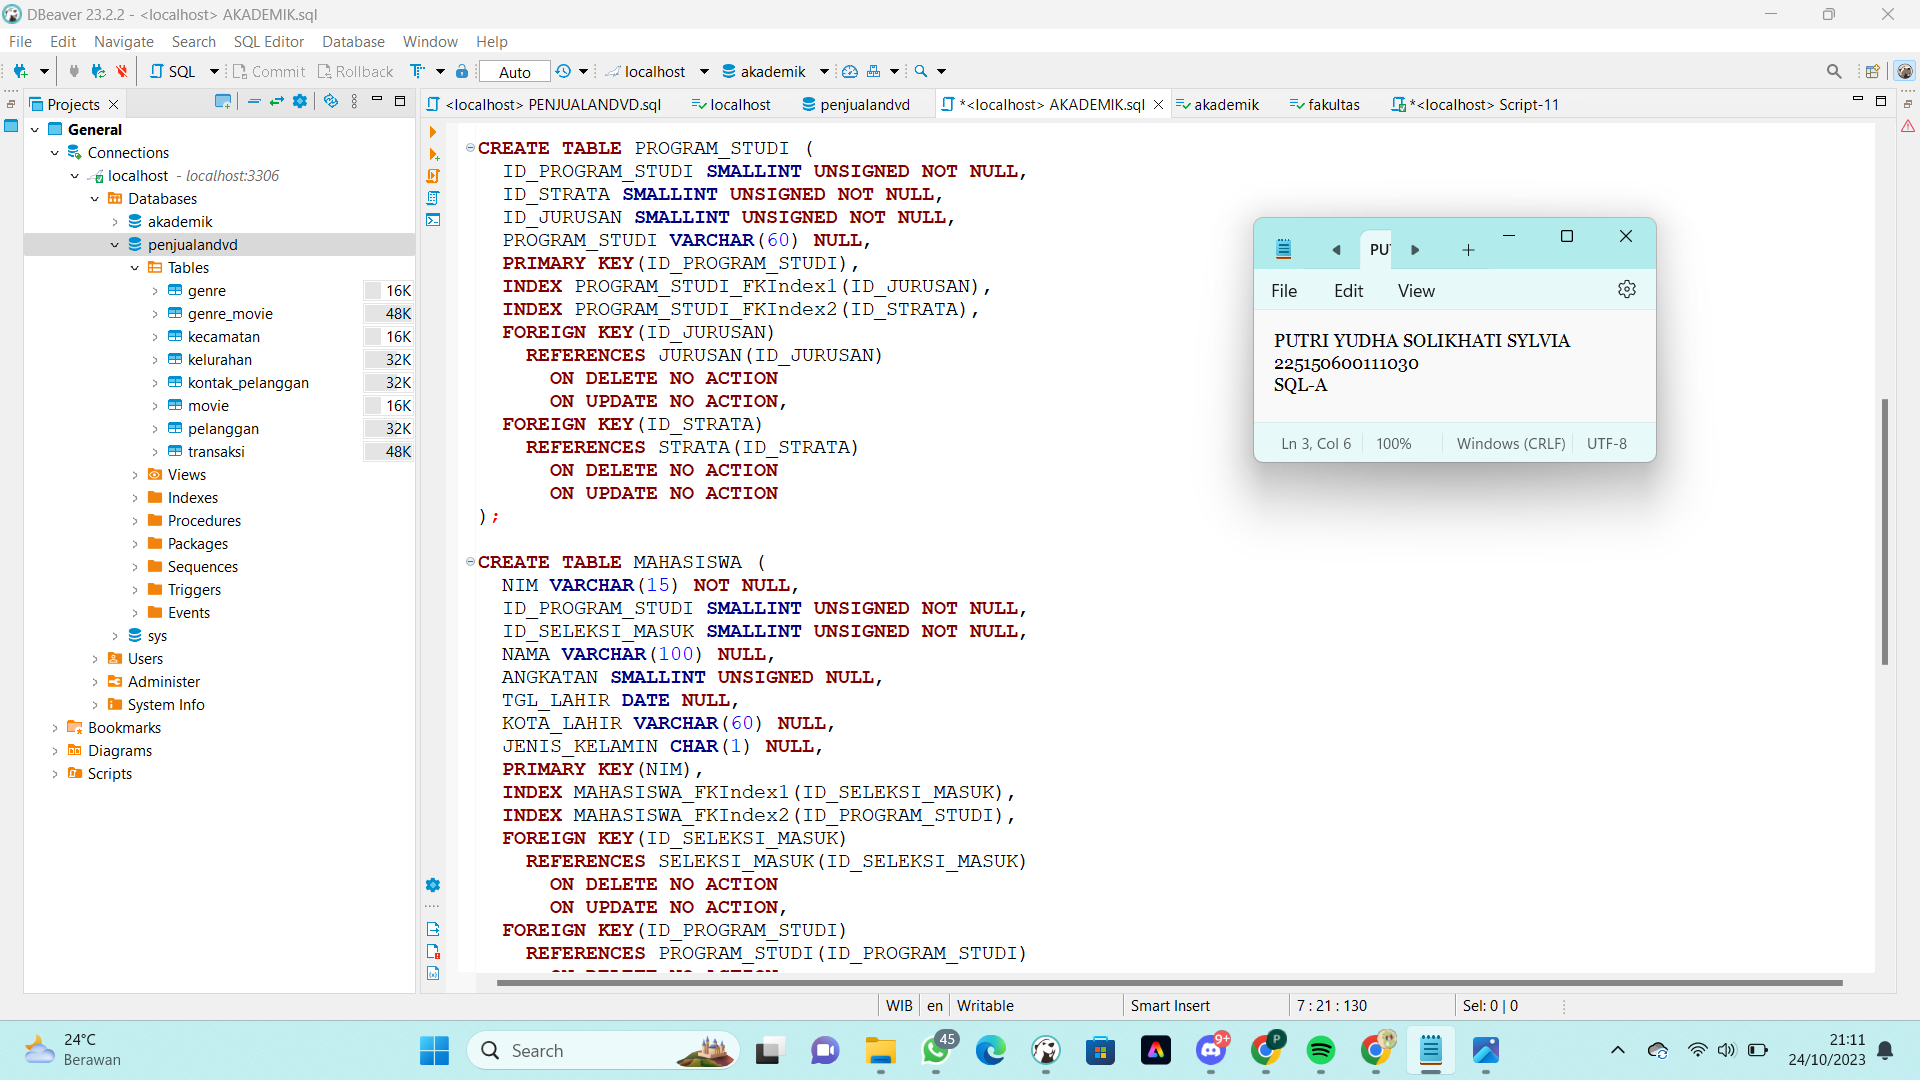 DBeaver 23.2.2 - <localhost> AKADEMIK.sql
File Edit Navigate Search SQL Editor Database Window Help
SQL Commit Rollback Auto localhost akademik
Projects
<localhost> PENJUALANDVD.sql localhost penjualandvd *<localhost> AKADEMIK.sql akademik fakultas *<localhost> Script-11
General
Connections
localhost - localhost:3306
Databases
akademik
penjualandvd
Tables
genre 16K
genre_movie 48K
kecamatan 16K
kelurahan 32K
kontak_pelanggan 32K
movie 16K
pelanggan 32K
transaksi 48K
Views
Indexes
Procedures
Packages
Sequences
Triggers
Events
sys
Users
Administer
System Info
Bookmarks
Diagrams
Scripts
CREATE TABLE PROGRAM_STUDI (
ID_PROGRAM_STUDI SMALLINT UNSIGNED NOT NULL,
ID_STRATA SMALLINT UNSIGNED NOT NULL,
ID_JURUSAN SMALLINT UNSIGNED NOT NULL,
PROGRAM_STUDI VARCHAR(60) NULL,
PRIMARY KEY(ID_PROGRAM_STUDI),
INDEX PROGRAM_STUDI_FKIndex1(ID_JURUSAN),
INDEX PROGRAM_STUDI_FKIndex2(ID_STRATA),
FOREIGN KEY(ID_JURUSAN)
REFERENCES JURUSAN(ID_JURUSAN)
ON DELETE NO ACTION
ON UPDATE NO ACTION,
FOREIGN KEY(ID_STRATA)
REFERENCES STRATA(ID_STRATA)
ON DELETE NO ACTION
ON UPDATE NO ACTION
);
CREATE TABLE MAHASISWA (
NIM VARCHAR(15) NOT NULL,
ID_PROGRAM_STUDI SMALLINT UNSIGNED NOT NULL,
ID_SELEKSI_MASUK SMALLINT UNSIGNED NOT NULL,
NAMA VARCHAR(100) NULL,
ANGKATAN SMALLINT UNSIGNED NULL,
TGL_LAHIR DATE NULL,
KOTA_LAHIR VARCHAR(60) NULL,
JENIS_KELAMIN CHAR(1) NULL,
PRIMARY KEY(NIM),
INDEX MAHASISWA_FKIndex1(ID_SELEKSI_MASUK),
INDEX MAHASISWA_FKIndex2(ID_PROGRAM_STUDI),
FOREIGN KEY(ID_SELEKSI_MASUK)
REFERENCES SELEKSI_MASUK(ID_SELEKSI_MASUK)
ON DELETE NO ACTION
ON UPDATE NO ACTION,
FOREIGN KEY(ID_PROGRAM_STUDI)
REFERENCES PROGRAM_STUDI(ID_PROGRAM_STUDI)
ON DELETE NO ACTION
PUT
File Edit View
PUTRI YUDHA SOLIKHATI SYLVIA
225150600111030
SQL-A
Ln 3, Col 6 100% Windows (CRLF) UTF-8
WIB en Writable Smart Insert 7 : 21 : 130 Sel: 0 | 0
24°C
Berawan
Search
45
9+
P
21:11
24/10/2023